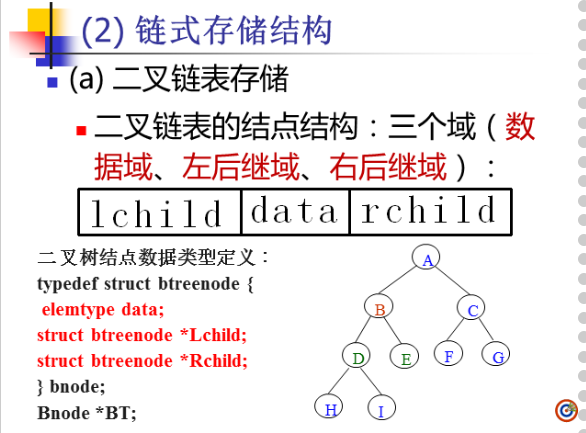 (2) 链式存储结构
(a) 二叉链表存储
二叉链表的结点结构：三个域（数
据域、左后继域、右后继域）：
lchild data rchild
二叉树结点数据类型定义：
typedef struct btreenode {
elemtype data;
struct btreenode *Lchild;
struct btreenode *Rchild;
} bnode;
Bnode *BT;
A
B C
D E F G
H I